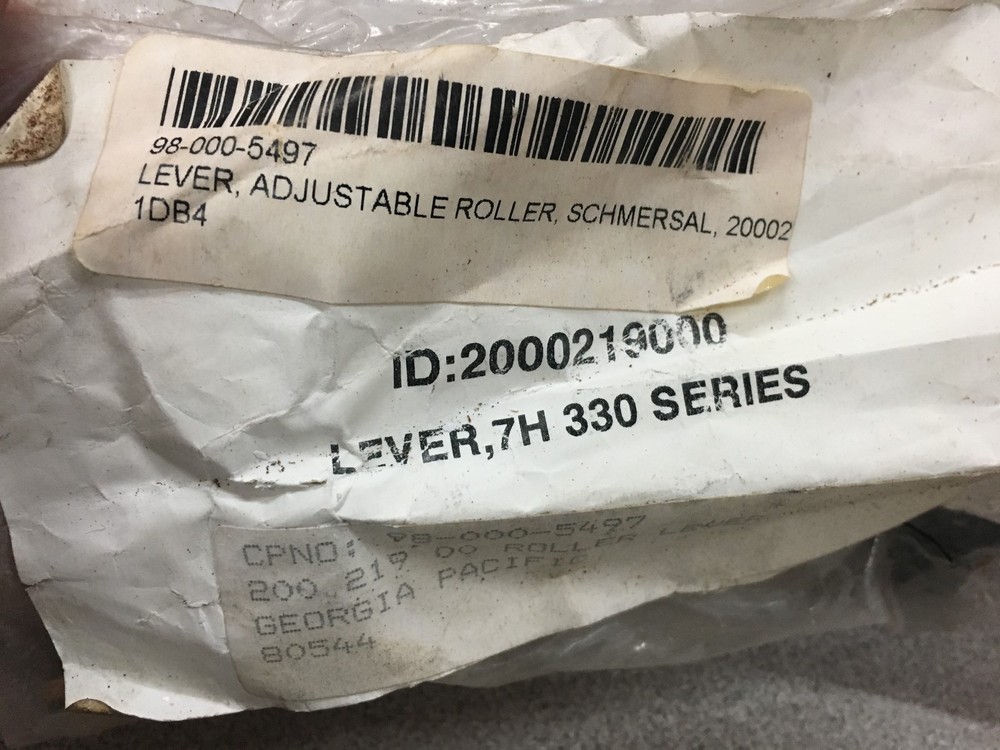 98-000-5497
LEVER, ADJUSTABLE ROLLER, SCHMERSAL, 20002
1DB4
ID:2000219000
LEVER,7H 330 SERIES
CPNO: 98-000-5497
200.219'00 ROLLER LEVER
GEORGIA PACIFIC
80544